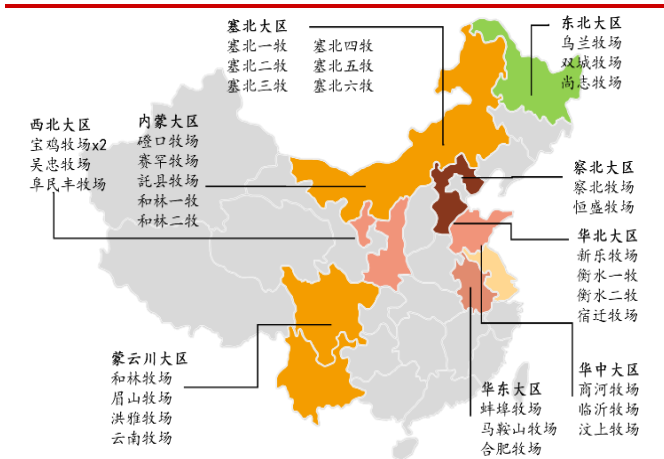 塞北大区
塞北一牧 塞北四牧
塞北二牧 塞北五牧
塞北三牧 塞北六牧
东北大区
乌兰牧场
双城牧场
尚志牧场
西北大区
宝鸡牧场x2
吴忠牧场
阜民丰牧场
内蒙大区
磴口牧场
赛罕牧场
託县牧场
和林一牧
和林二牧
察北大区
察北牧场
恒盛牧场
华北大区
新乐牧场
衡水一牧
衡水二牧
宿迁牧场
蒙云川大区
和林牧场
眉山牧场
洪雅牧场
云南牧场
华东大区
蚌埠牧场
马鞍山牧场
合肥牧场
华中大区
商河牧场
临沂牧场
汶上牧场